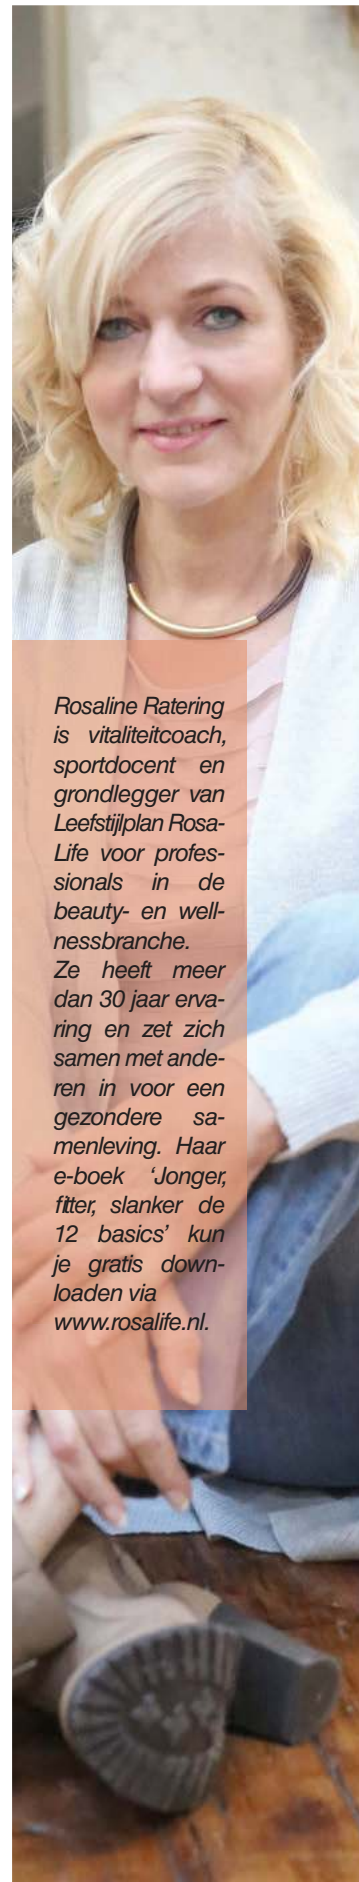 Rosaline Ratering
is vitaliteitcoach,
sportdocent en
grondlegger van
Leefstijlplan Rosa-
Life voor profes-
sionals in de
beauty- en well-
nessbranche.
Ze heeft meer
dan 30 jaar erva-
ring en zet zich
samen met ande-
ren in voor een
gezondere sa-
menleving. Haar
e-boek ‘Jonger,
fitter, slanker de
12 basics’ kun
je gratis down-
loaden via
www.rosalife.nl.